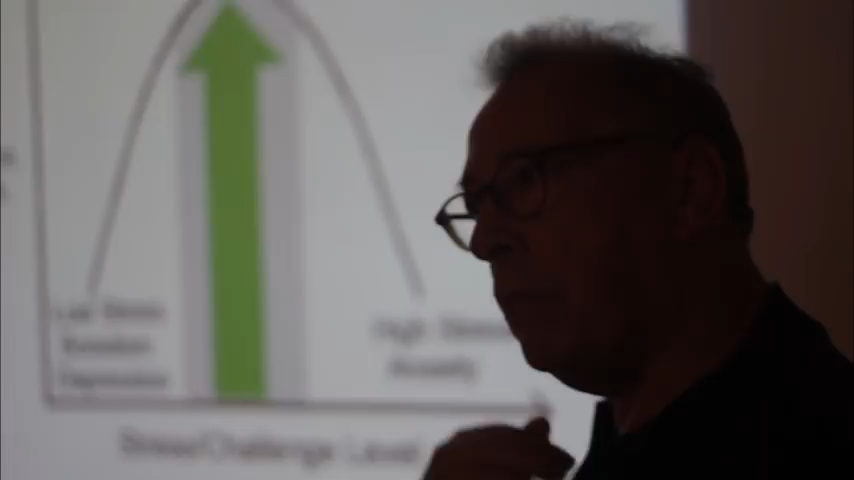 Low Stress
Boredom
Depression
High Stress
Anxiety
Stress/Challenge Level